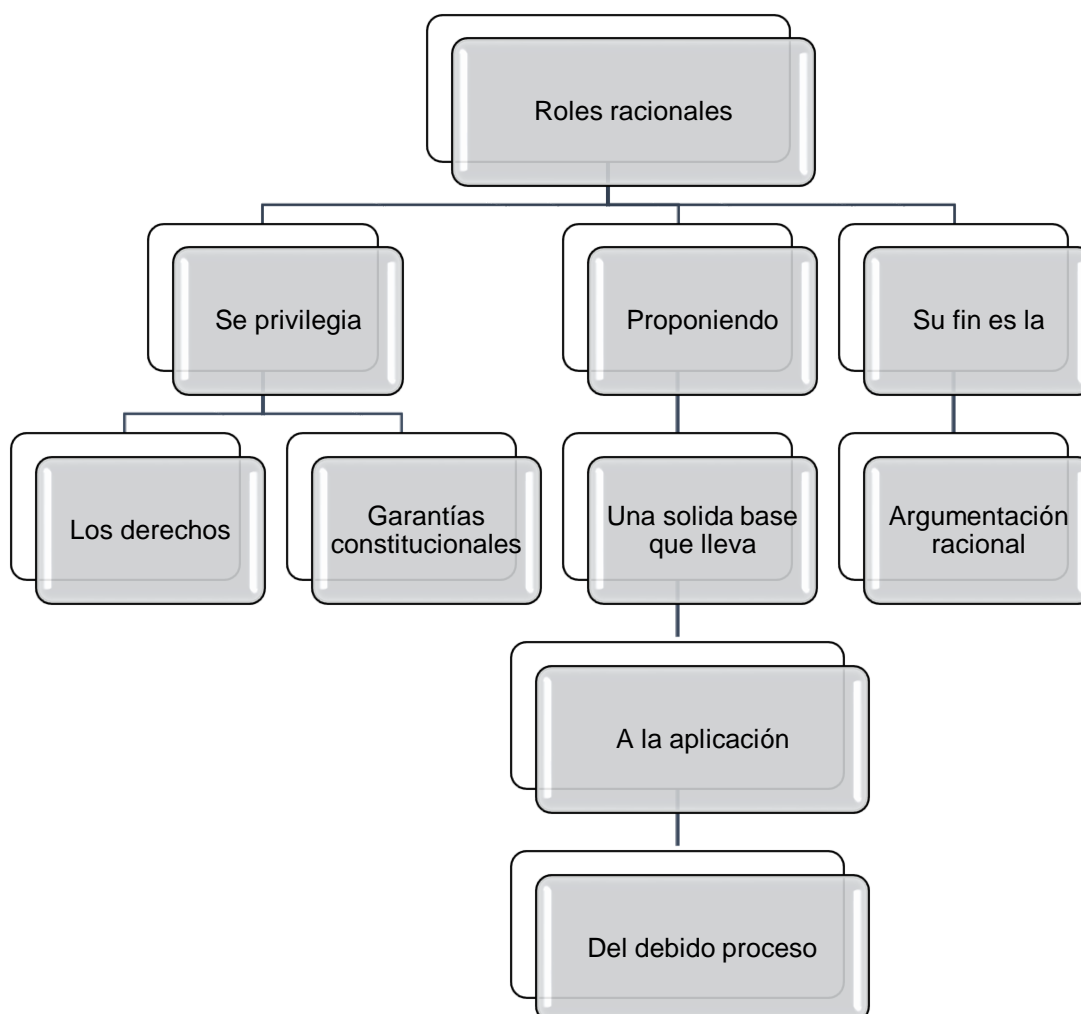 Roles racionales
Se privilegia
Proponiendo
Su fin es la
Los derechos
Garantías
constitucionales
Una solida base
que lleva
Argumentación
racional
A la aplicación
Del debido proceso